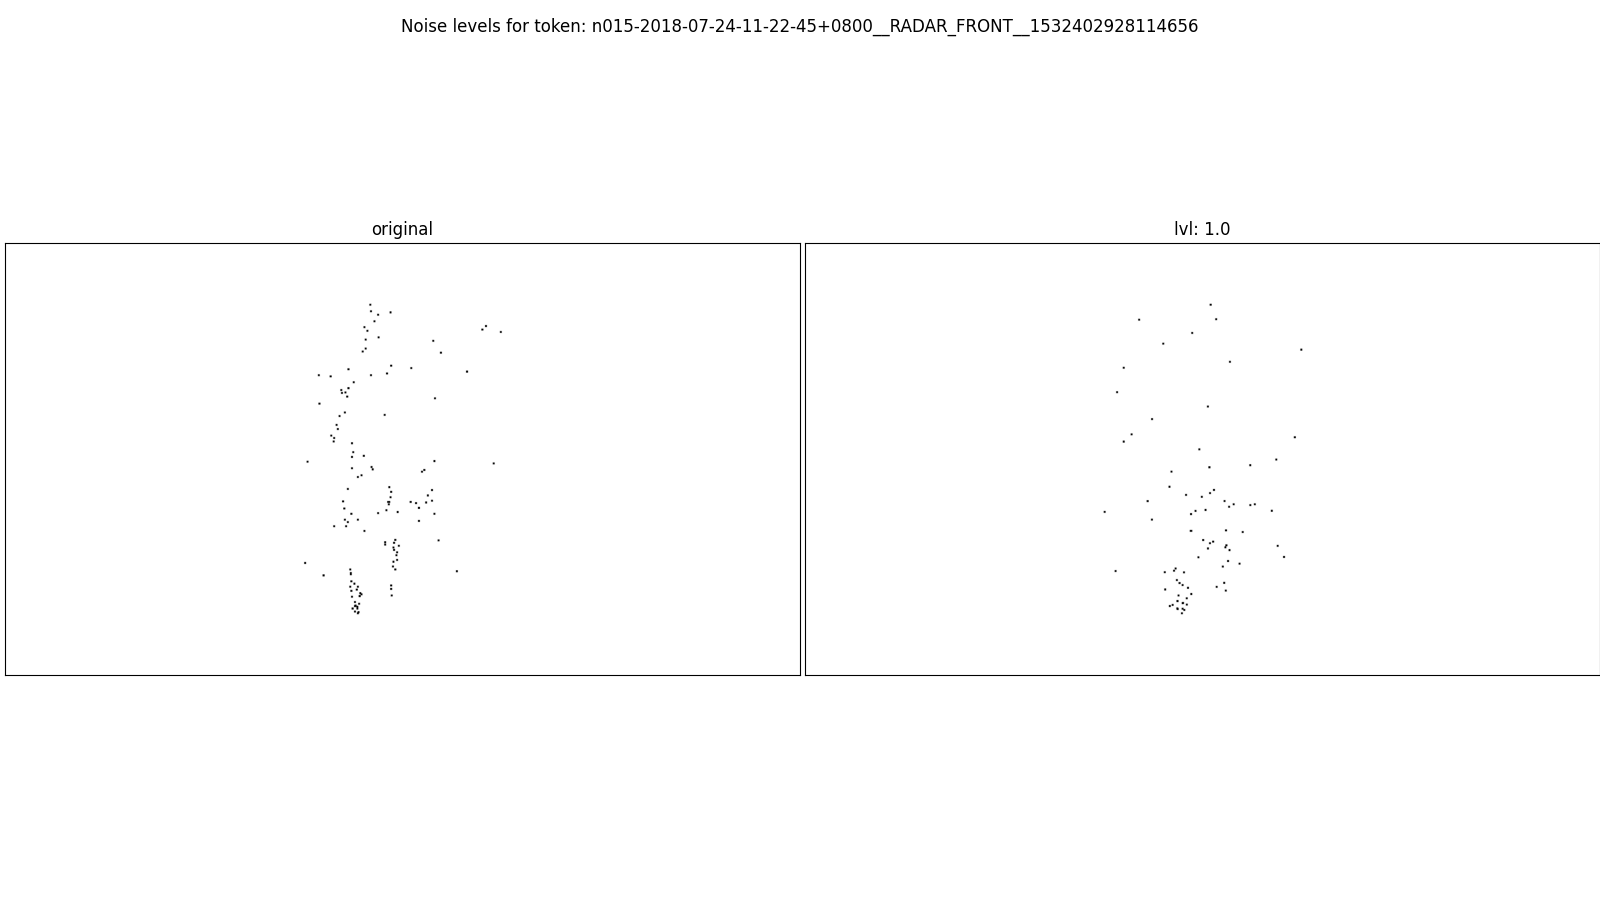 Noise levels for token: n015-2018-07-24-11-22-45+0800__RADAR_FRONT__1532402928114656
original
lvl: 1.0